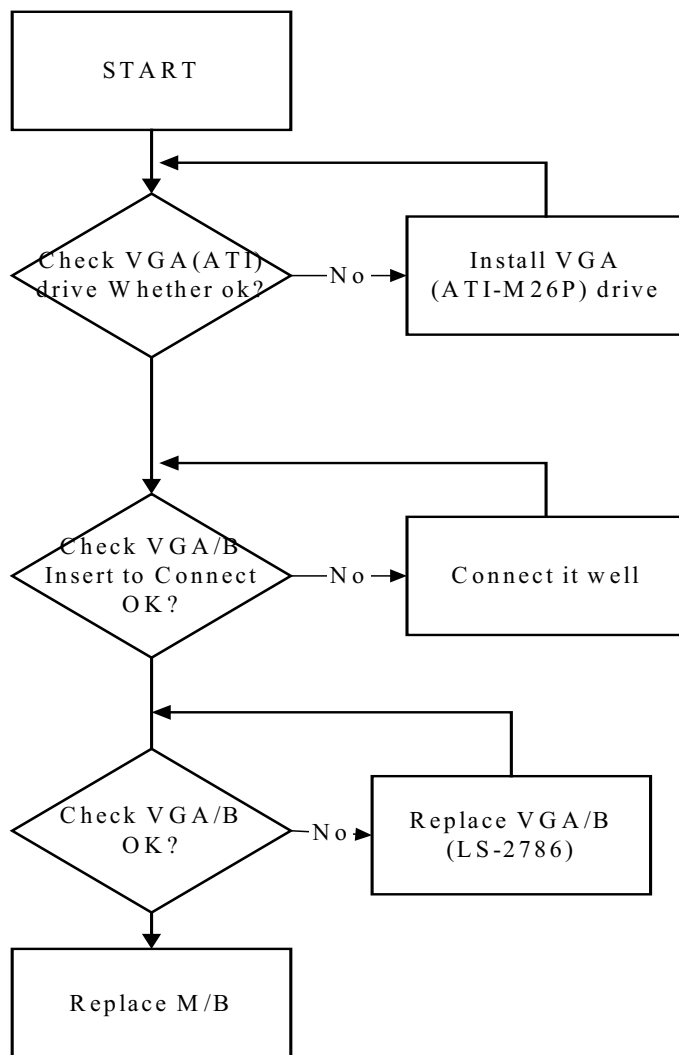 START
Check VGA(ATI)
drive Whether ok?
No
Install VGA
(ATI-M26P) drive
Check VGA/B
Insert to Connect
OK?
No
Connect it well
Check VGA/B
OK?
No
Replace VGA/B
(LS-2786)
Replace M/B